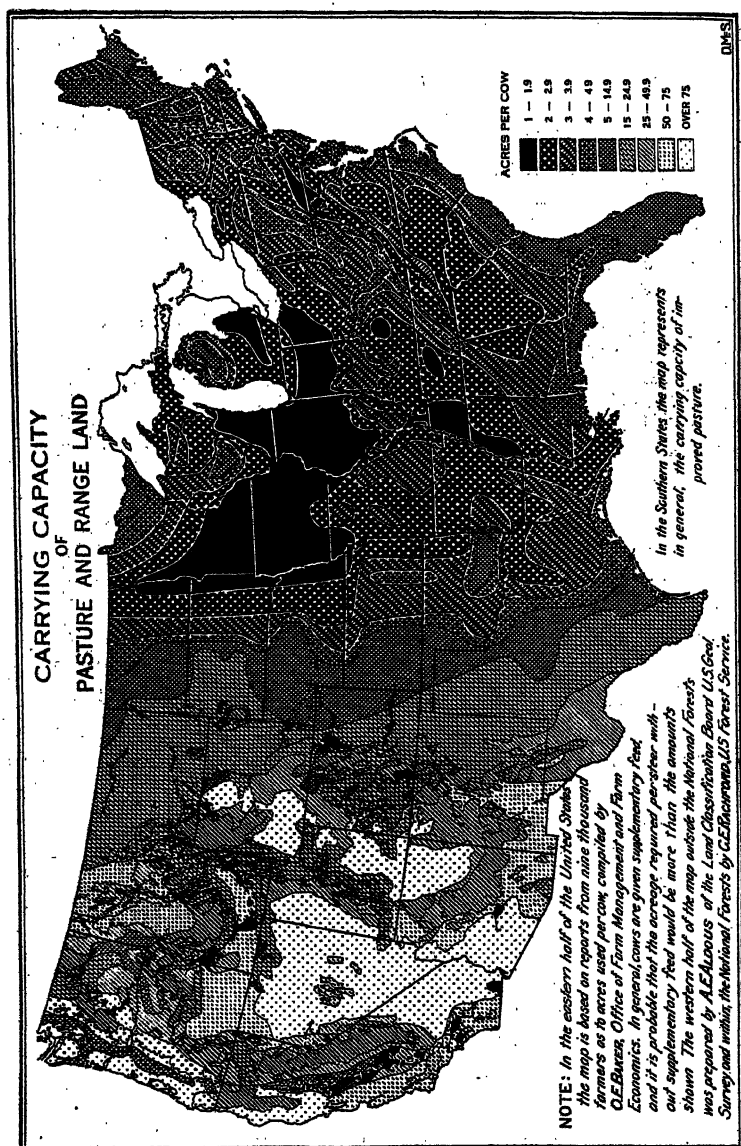 CARRYING CAPACITY
OF
PASTURE AND RANGE LAND
ACRES PER COW
1 – 1.9
2 – 2.9
3 – 3.9
4 – 4.9
5 – 14.9
15 – 24.9
25 – 49.9
50 – 75
OVER 75
In the Southern States the map represents
in general, the carrying capcity of im-
proved pasture.
NOTE: In the eastern half of the United States
the map is based on reports from nine thousand
farmers as to acres used per cow, compiled by
O.E. BAKER, Office of Farm Management and Farm
Economics. In general, cows are given supplementary feed,
and it is probable that the acreage required per steer with-
out supplementary feed would be more than the amounts
shown The western half of the map outside the National Forests
was prepared by A.E. ALDOUS of the Land Classification Board U.S. Geol.
Survey and within the National Forests by C.E. RACHFORD, U.S. Forest Service.